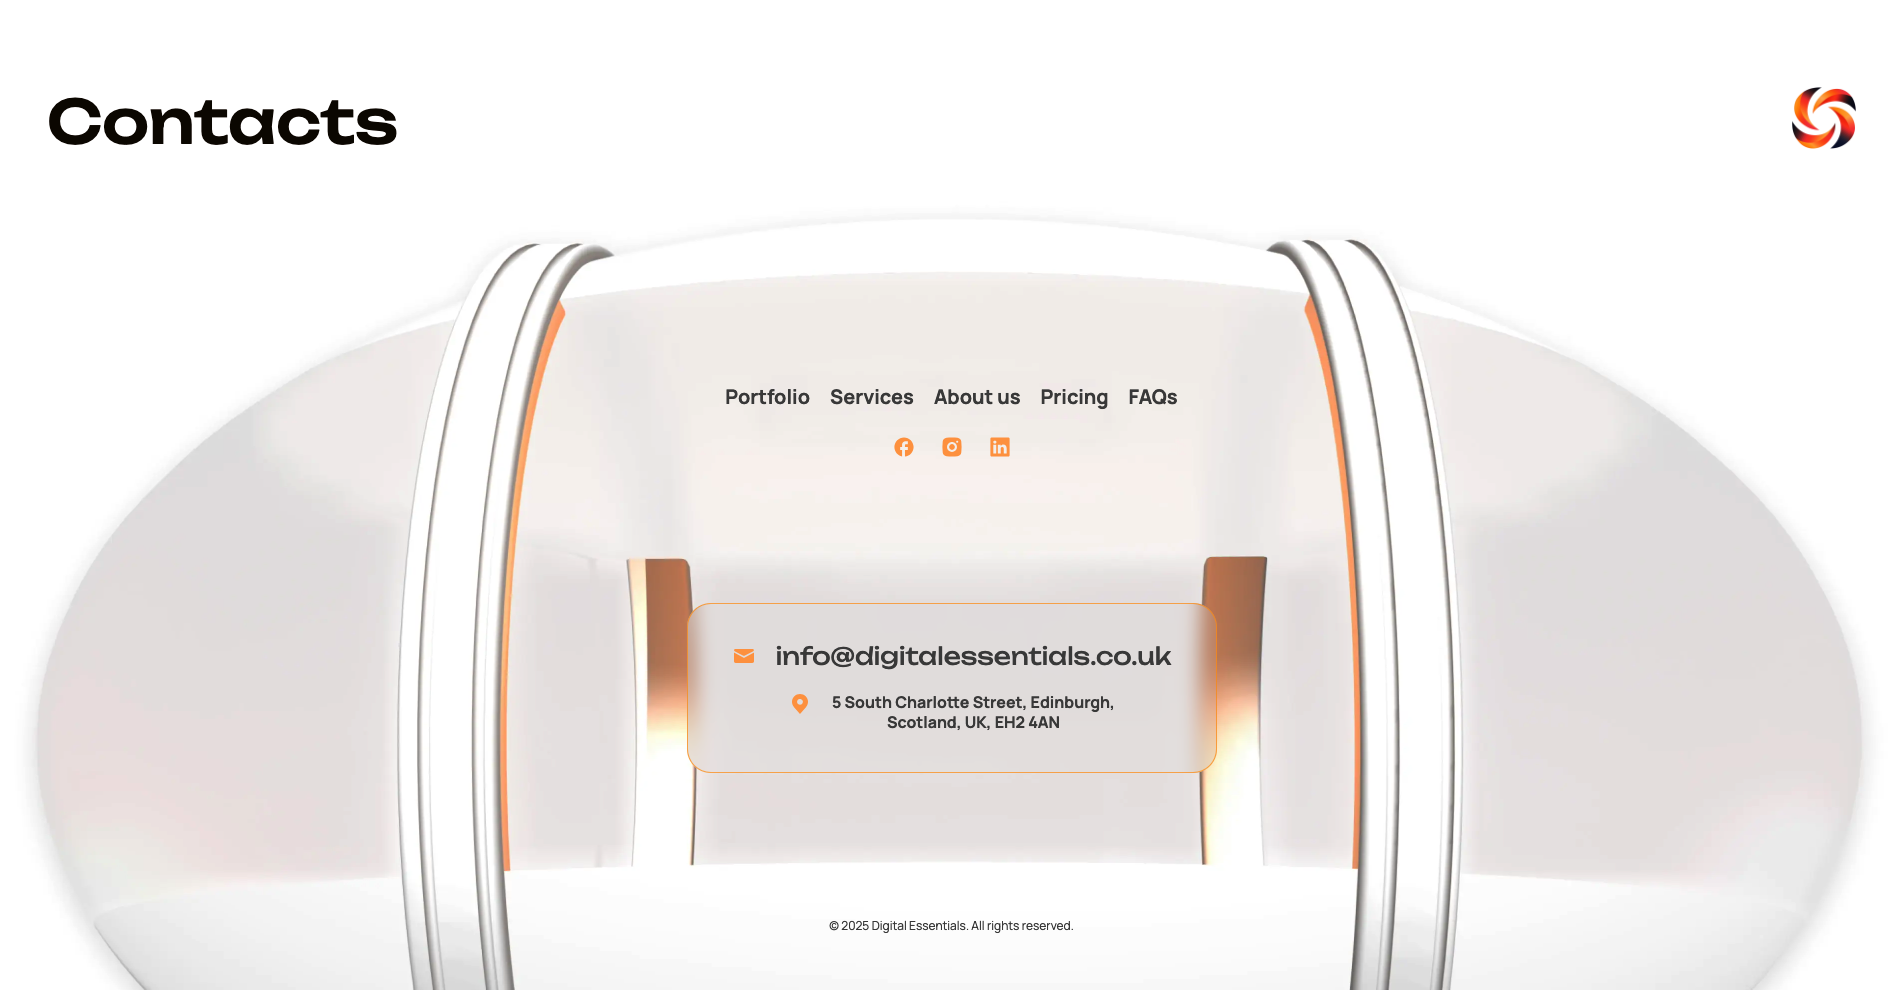 Contacts
Portfolio Services About us Pricing FAQs
info@digitalessentials.co.uk
5 South Charlotte Street, Edinburgh,
Scotland, UK, EH2 4AN
© 2025 Digital Essentials. All rights reserved.